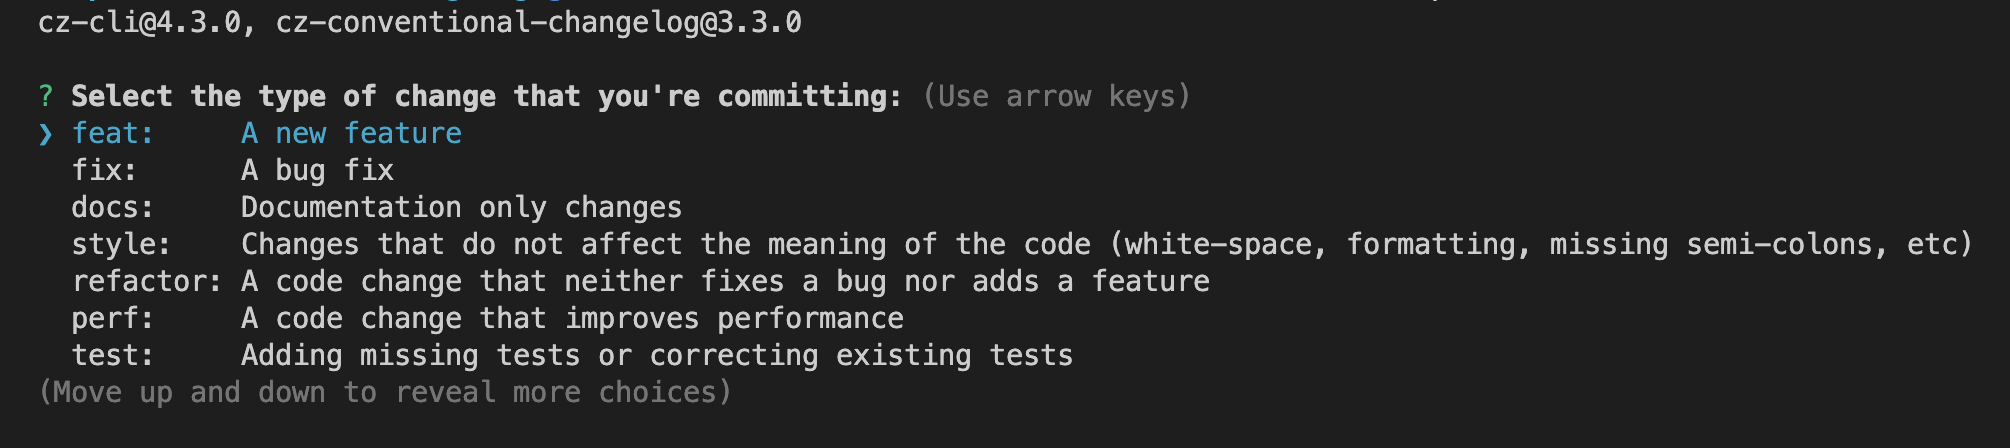 cz-cli@4.3.0, cz-conventional-changelog@3.3.0
? Select the type of change that you're committing: (Use arrow keys)
❯ feat:     A new feature
  fix:      A bug fix
  docs:     Documentation only changes
  style:    Changes that do not affect the meaning of the code (white-space, formatting, missing semi-colons, etc)
  refactor: A code change that neither fixes a bug nor adds a feature
  perf:     A code change that improves performance
  test:     Adding missing tests or correcting existing tests
(Move up and down to reveal more choices)